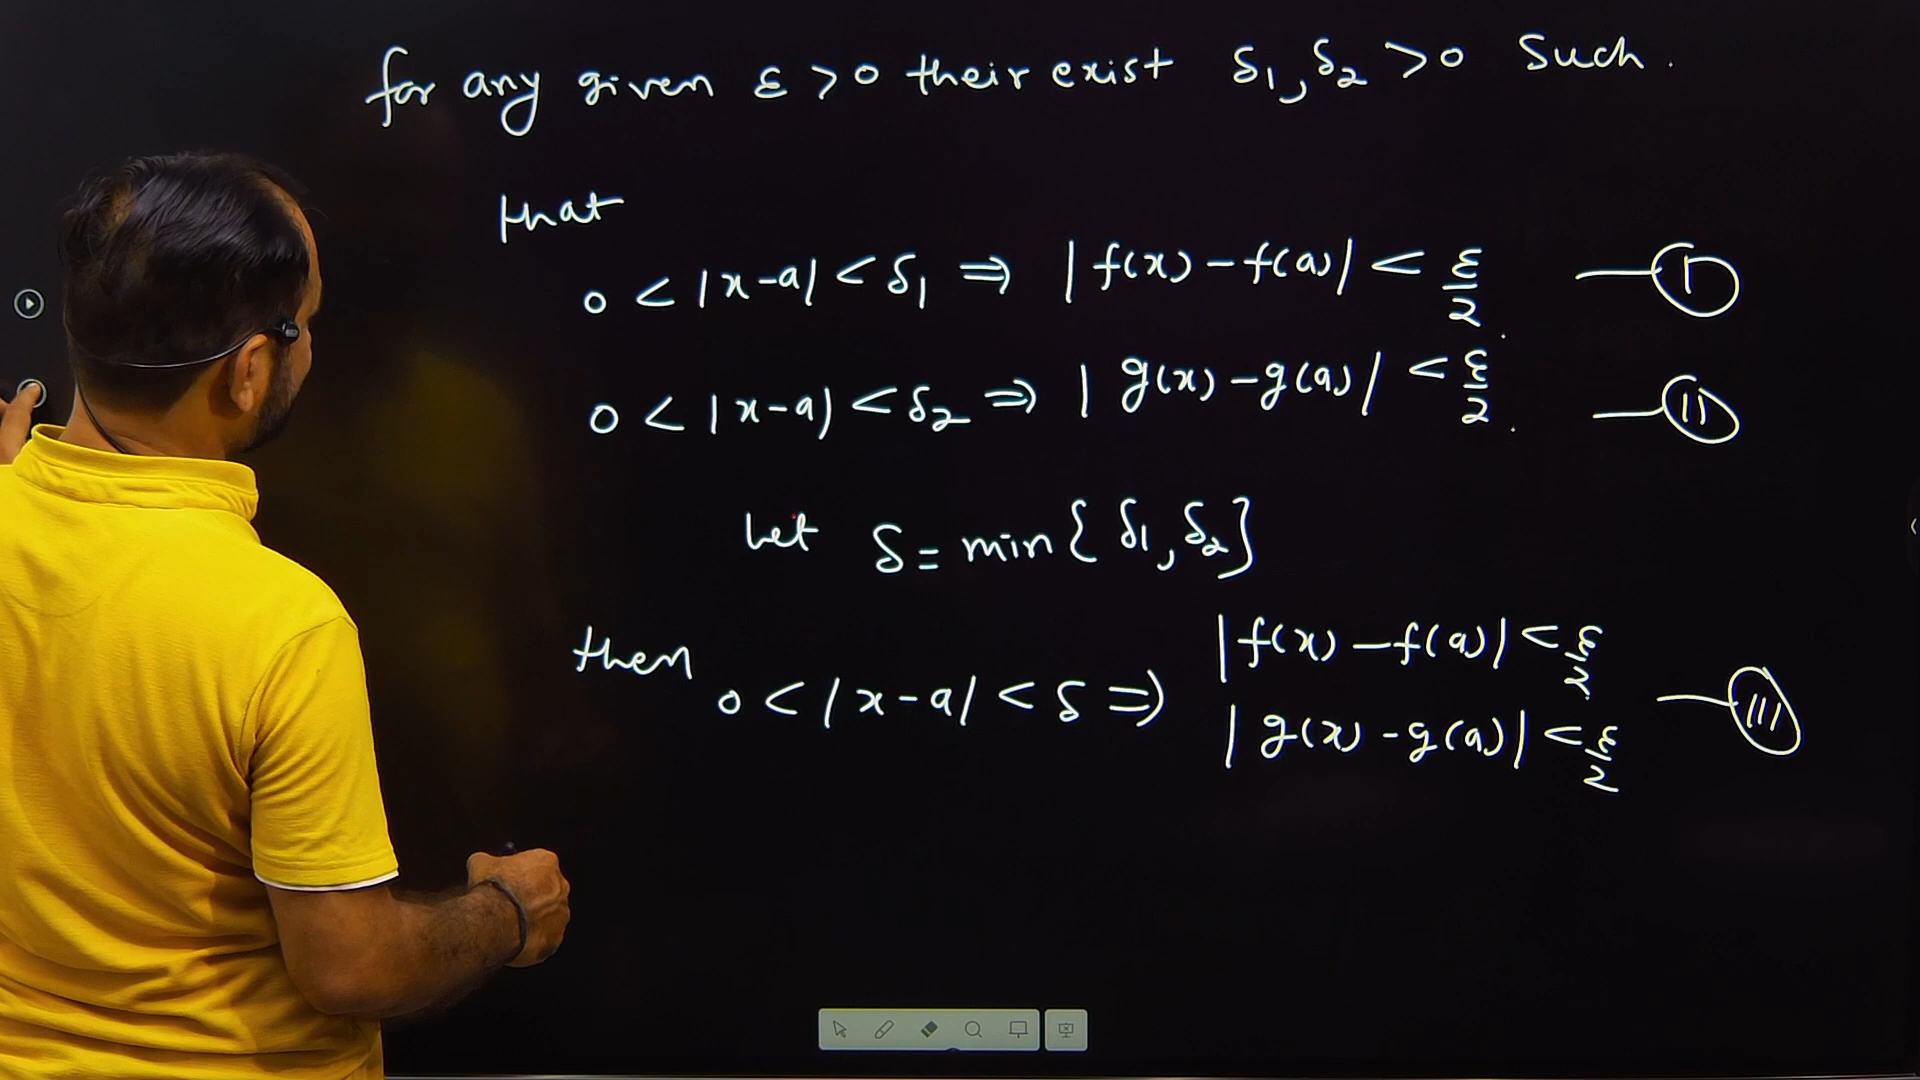 for any given ε > 0 their exist δ1, δ2 > 0 Such.
that
0 < |x-a| < δ1 ⇒ |f(x) - f(a)| < ε/2 —— I
0 < |x-a| < δ2 ⇒ |g(x) - g(a)| < ε/2. —— II
Let δ = min{δ1, δ2}
then 0 < |x-a| < δ ⇒ |f(x) - f(a)| < ε/2
|g(x) - g(a)| < ε/2 —— III